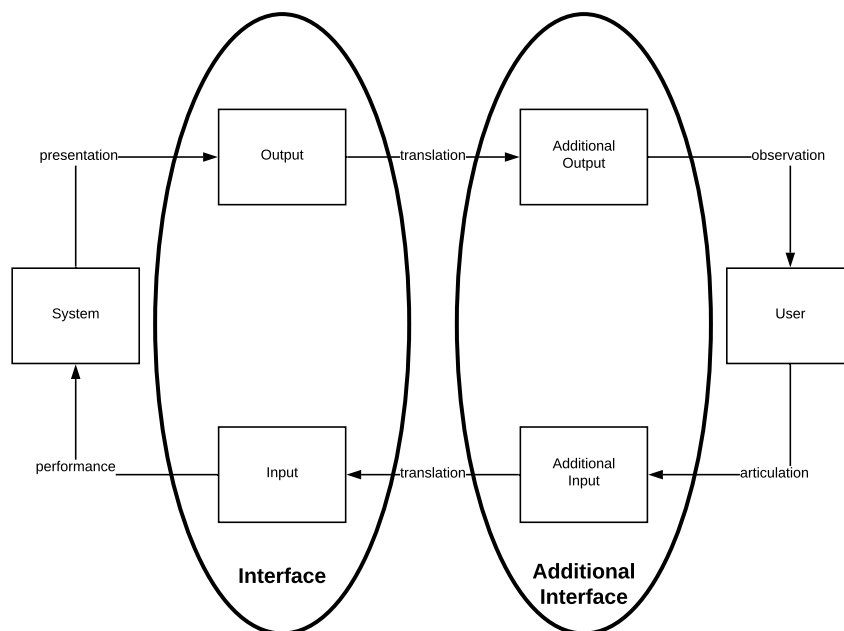 presentation
Output
translation
Additional
Output
observation
System
User
performance
Input
translation
Additional
Input
articulation
Interface
Additional
Interface